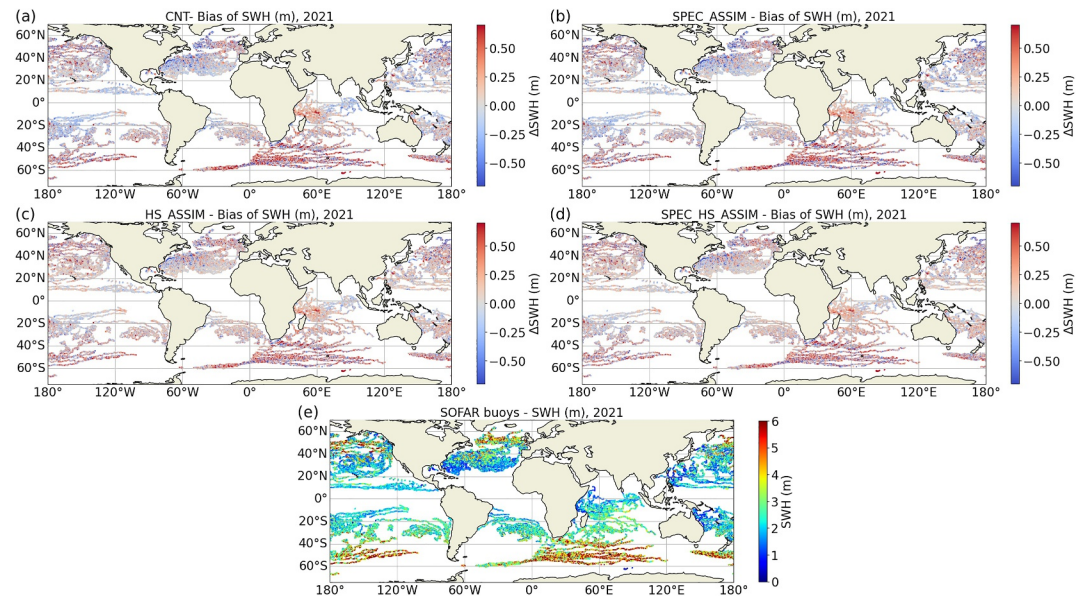 (a) CNT- Bias of SWH (m), 2021
60°N
40°N
20°N
0°
20°S
40°S
60°S
180° 120°W 60°W 0° 60°E 120°E 180°
0.50
0.25
0.00
−0.25
−0.50
ΔSWH (m)
(b) SPEC_ASSIM - Bias of SWH (m), 2021
60°N
40°N
20°N
0°
20°S
40°S
60°S
180° 120°W 60°W 0° 60°E 120°E 180°
0.50
0.25
0.00
−0.25
−0.50
ΔSWH (m)
(c) HS_ASSIM - Bias of SWH (m), 2021
60°N
40°N
20°N
0°
20°S
40°S
60°S
180° 120°W 60°W 0° 60°E 120°E 180°
0.50
0.25
0.00
−0.25
−0.50
ΔSWH (m)
(d) SPEC_HS_ASSIM - Bias of SWH (m), 2021
60°N
40°N
20°N
0°
20°S
40°S
60°S
180° 120°W 60°W 0° 60°E 120°E 180°
0.50
0.25
0.00
−0.25
−0.50
ΔSWH (m)
(e) SOFAR buoys - SWH (m), 2021
60°N
40°N
20°N
0°
20°S
40°S
60°S
180° 120°W 60°W 0° 60°E 120°E 180°
6
5
4
3
2
1
0
SWH (m)